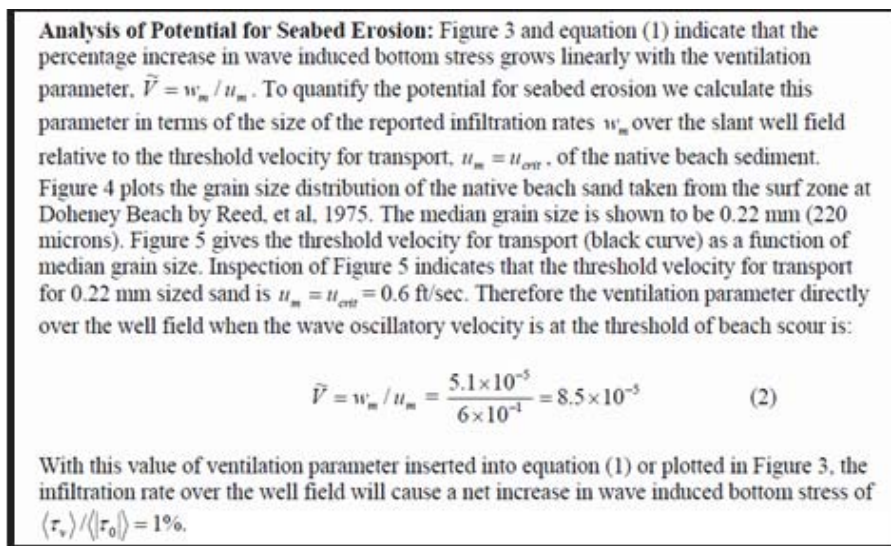 Analysis of Potential for Seabed Erosion: Figure 3 and equation (1) indicate that the
percentage increase in wave induced bottom stress grows linearly with the ventilation
parameter, Ṽ = wₘ / uₘ . To quantify the potential for seabed erosion we calculate this
parameter in terms of the size of the reported infiltration rates wₘ over the slant well field
relative to the threshold velocity for transport, uₘ = u_crit , of the native beach sediment.
Figure 4 plots the grain size distribution of the native beach sand taken from the surf zone at
Doheney Beach by Reed, et al, 1975. The median grain size is shown to be 0.22 mm (220
microns). Figure 5 gives the threshold velocity for transport (black curve) as a function of
median grain size. Inspection of Figure 5 indicates that the threshold velocity for transport
for 0.22 mm sized sand is uₘ = u_crit = 0.6 ft/sec. Therefore the ventilation parameter directly
over the well field when the wave oscillatory velocity is at the threshold of beach scour is:
Ṽ = wₘ / uₘ = 5.1×10⁻⁵ / 6×10⁻¹ = 8.5×10⁻⁵ (2)
With this value of ventilation parameter inserted into equation (1) or plotted in Figure 3, the
infiltration rate over the well field will cause a net increase in wave induced bottom stress of
⟨τᵥ⟩/⟨|τ₀|⟩ = 1%.